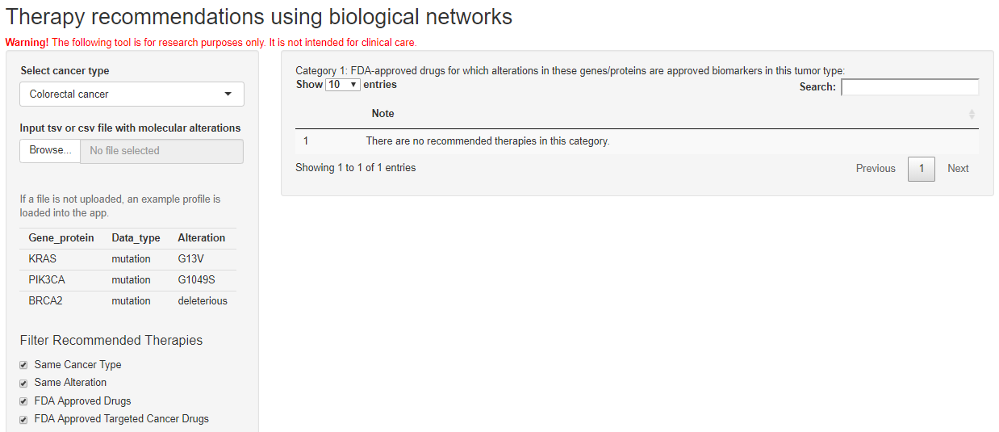 Therapy recommendations using biological networks
Warning! The following tool is for research purposes only. It is not intended for clinical care.
Select cancer type
Colorectal cancer
Input tsv or csv file with molecular alterations
Browse... No file selected
If a file is not uploaded, an example profile is
loaded into the app.
Gene_protein Data_type Alteration
KRAS mutation G13V
PIK3CA mutation G1049S
BRCA2 mutation deleterious
Filter Recommended Therapies
Same Cancer Type
Same Alteration
FDA Approved Drugs
FDA Approved Targeted Cancer Drugs
Category 1: FDA-approved drugs for which alterations in these genes/proteins are approved biomarkers in this tumor type:
Show 10 entries Search:
Note
1 There are no recommended therapies in this category.
Showing 1 to 1 of 1 entries Previous 1 Next